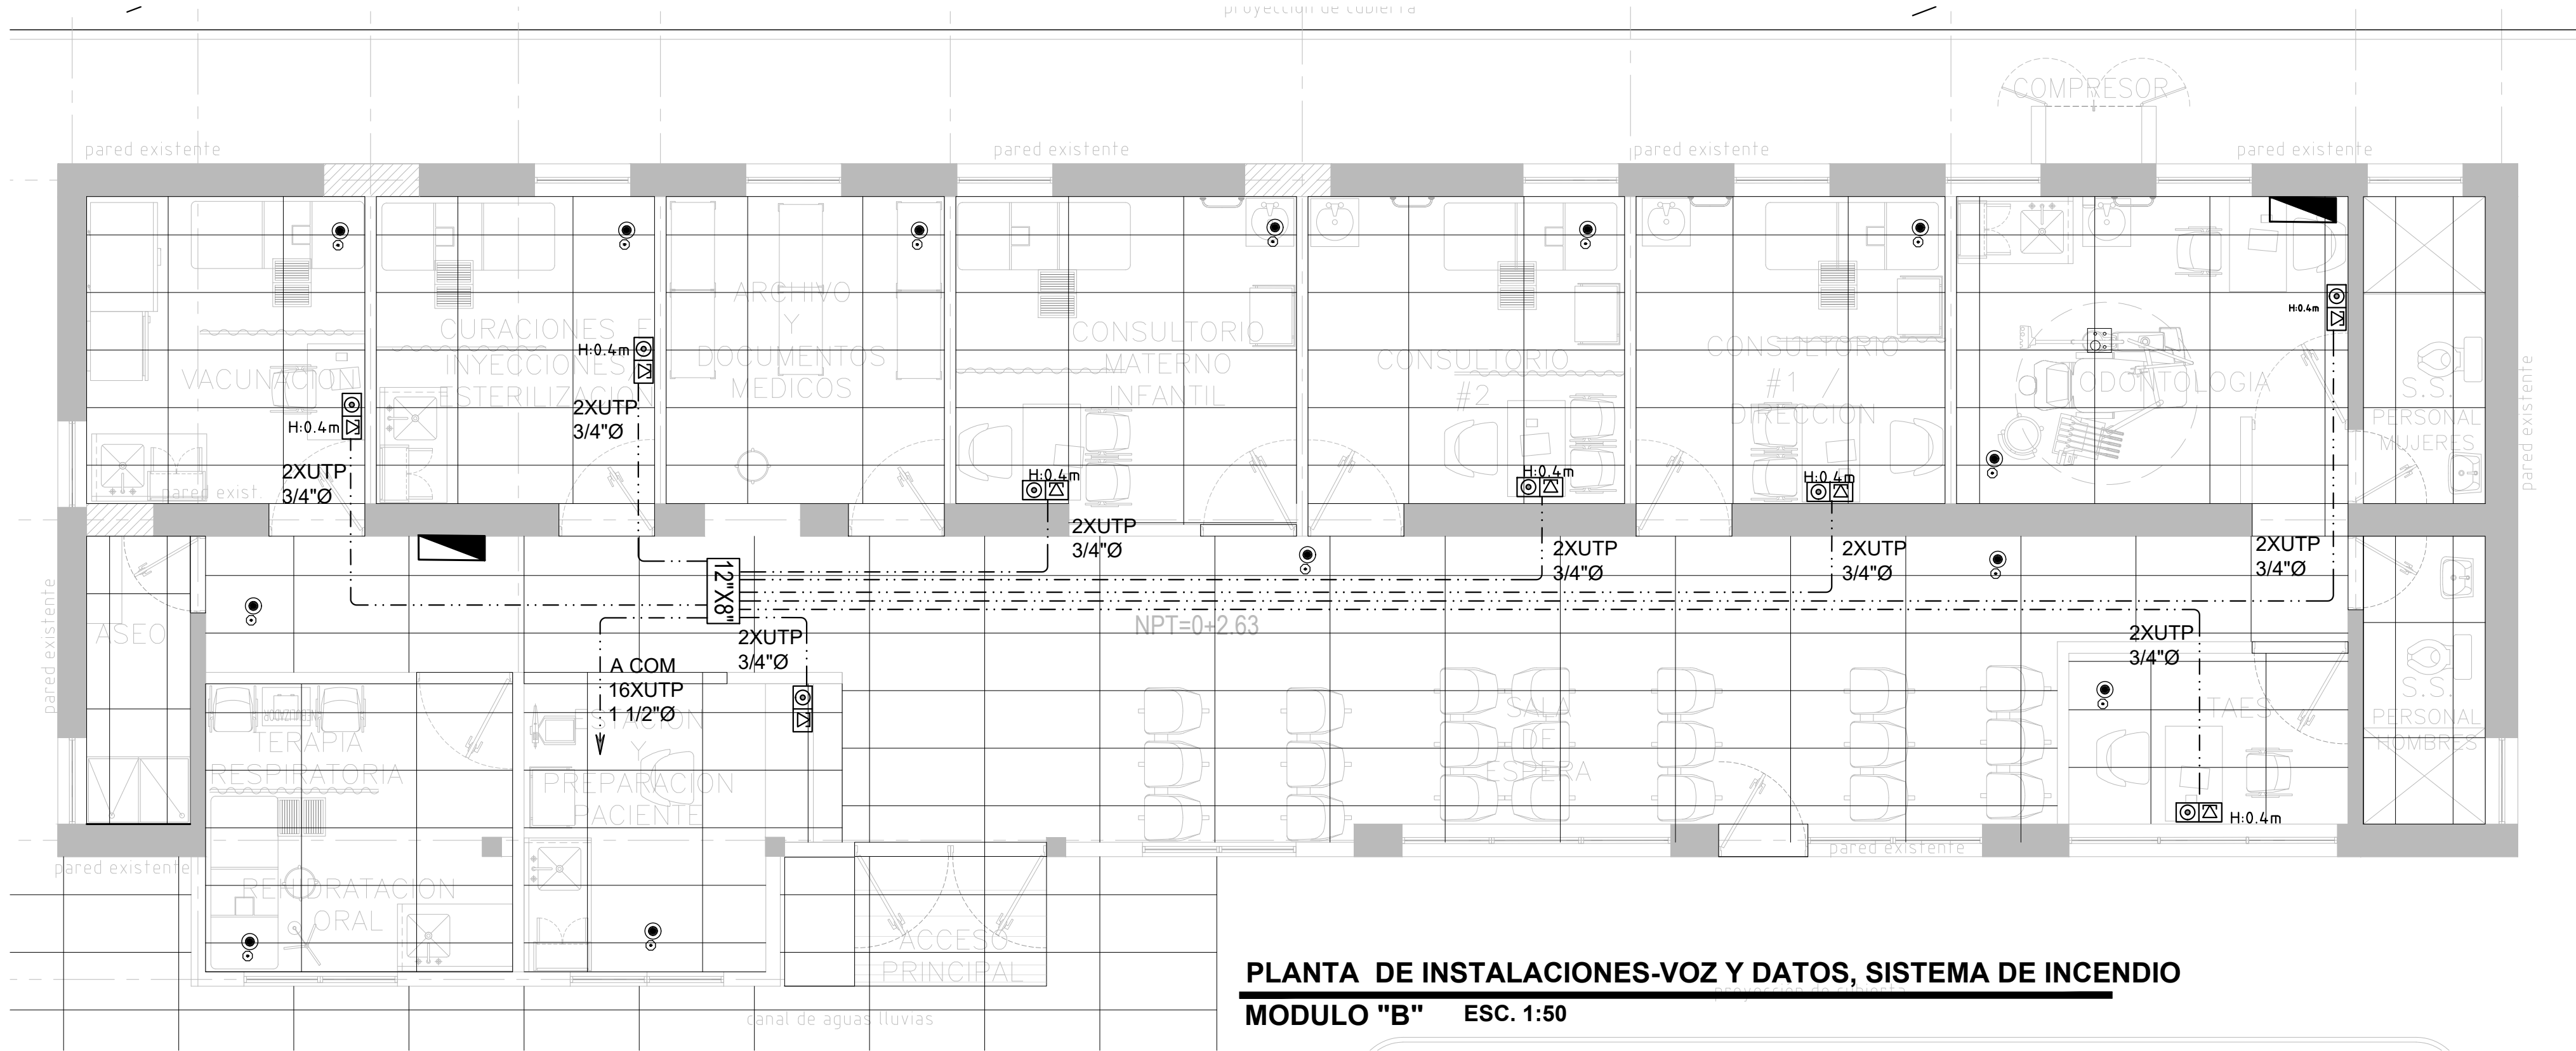 proyeccion de cubierta
COMPRESOR
pared existente
pared existente
pared existente
pared existente
VACUNACION
H:0.4m
2XUTP
3/4"Ø
pared exist.
CURACIONES E
INYECCIONES/
ESTERILIZACION
H:0.4m
2XUTP
3/4"Ø
ARCHIVO
Y
DOCUMENTOS
MEDICOS
CONSULTORIO
MATERNO
INFANTIL
H:0.4m
2XUTP
3/4"Ø
CONSULTORIO
#2
H:0.4m
2XUTP
3/4"Ø
CONSULTORIO
#1 /
DIRECCION
H:0.4m
2XUTP
3/4"Ø
ODONTOLOGIA
H:0.4m
2XUTP
3/4"Ø
S.S.
PERSONAL
MUJERES
pared existente
pared existente
ASEO
12"X8"
NPT=0+2.63
2XUTP
3/4"Ø
A COM
16XUTP
1 1/2"Ø
NEBULIZADOR
TERAPIA
RESPIRATORIA
ESTACION
Y
PREPARACION
PACIENTE
SALA
DE
ESPERA
2XUTP
3/4"Ø
TAES
H:0.4m
S.S.
PERSONAL
HOMBRES
pared existente
pared existente
REHIDRATACION
ORAL
ACCESO
PRINCIPAL
canal de aguas lluvias
PLANTA DE INSTALACIONES-VOZ Y DATOS, SISTEMA DE INCENDIO
proyeccion de cubierta
MODULO "B" ESC. 1:50